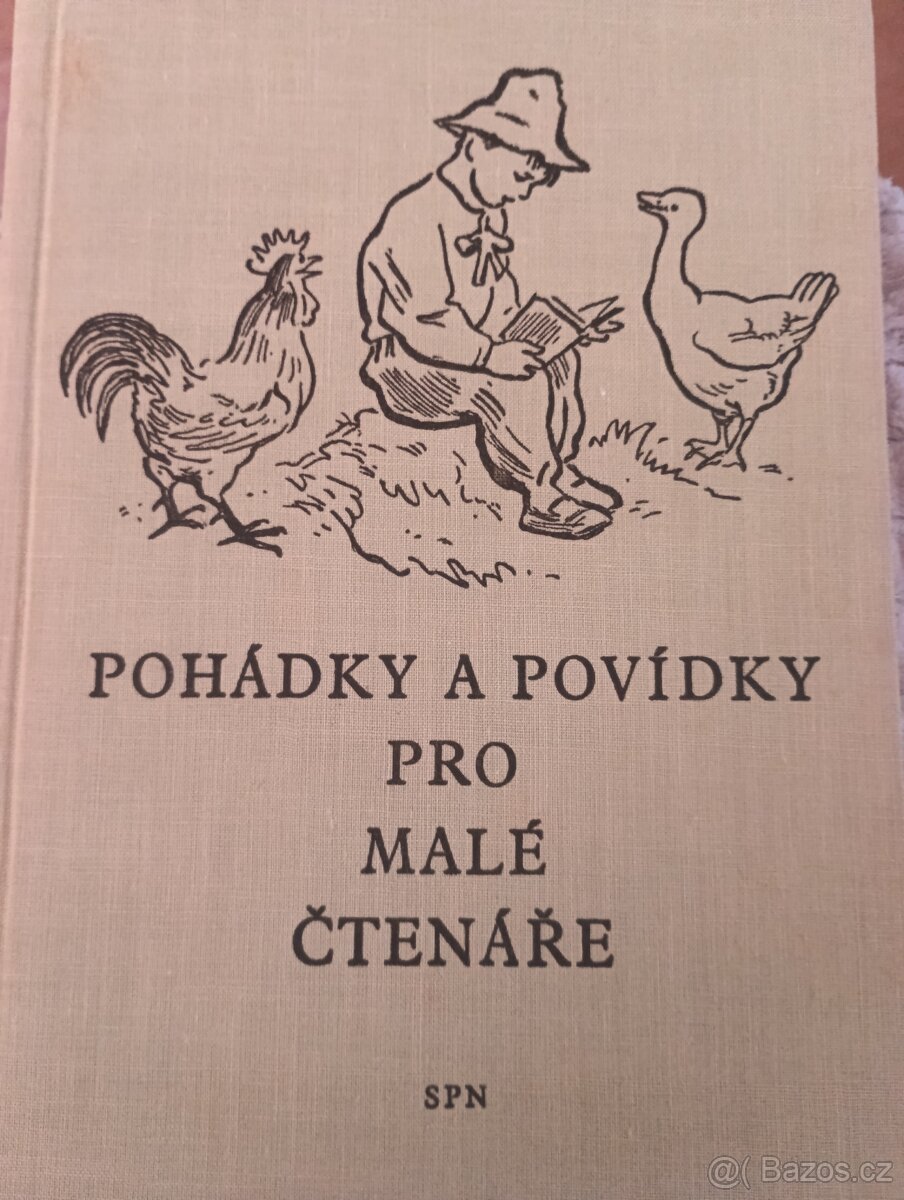 POHÁDKY A POVÍDKY
PRO
MALÉ
ČTENÁŘE
SPN
@( Bazos.cz